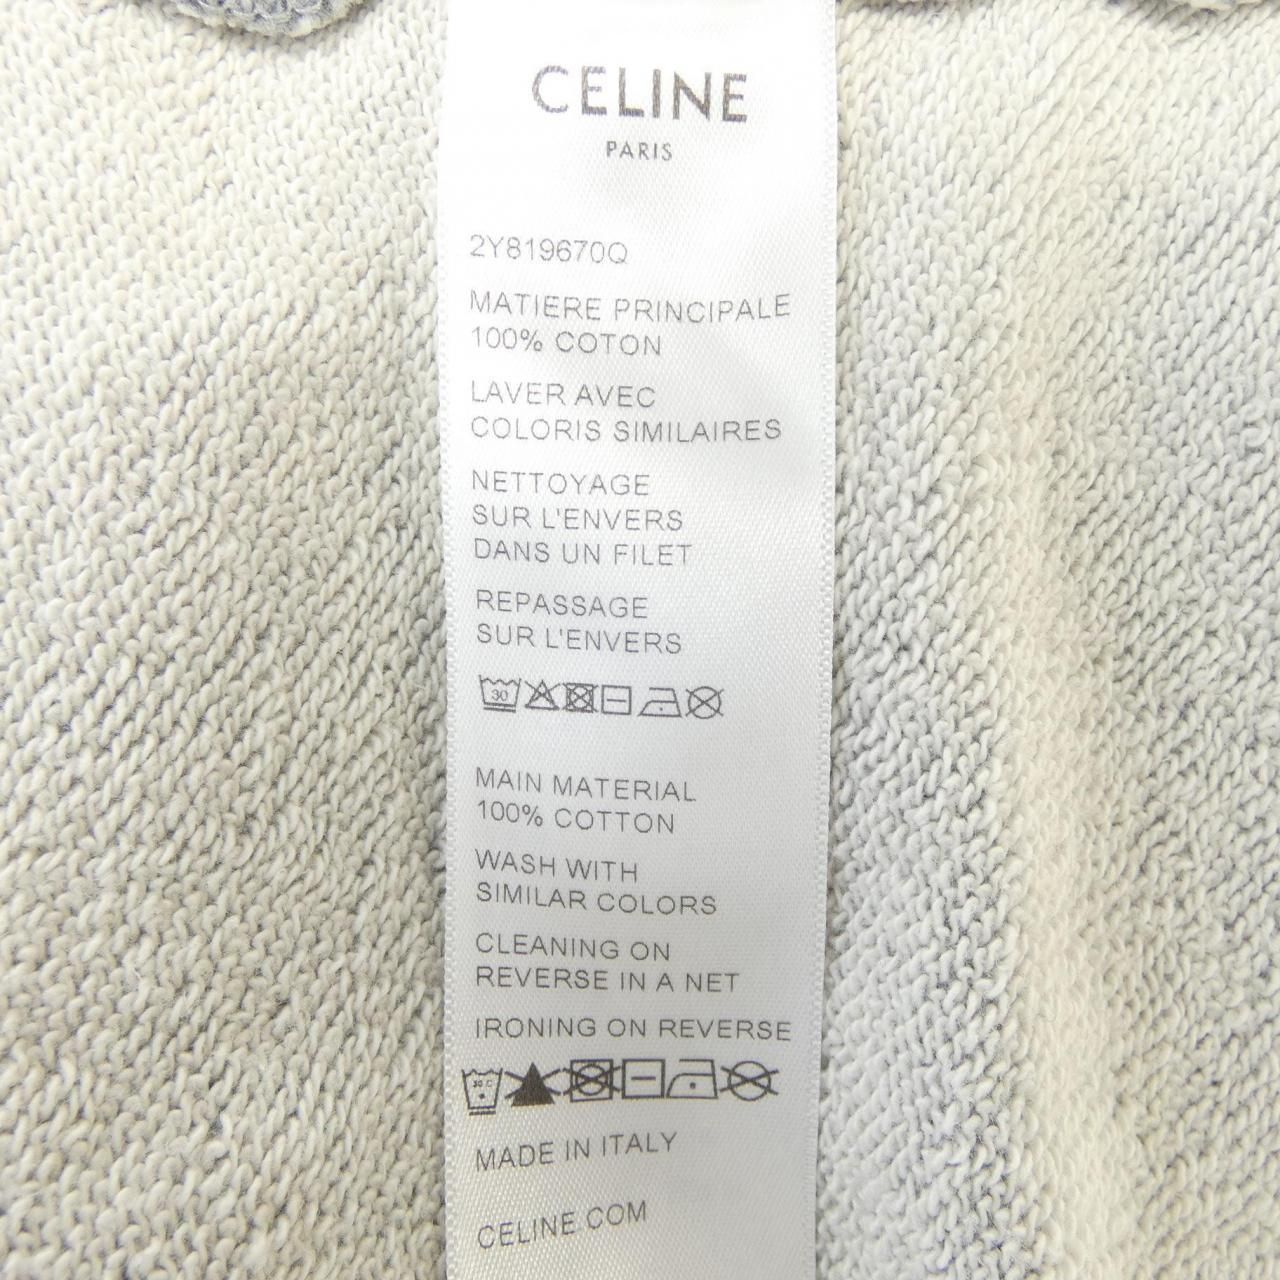 CELINE
PARIS
2Y819670Q
MATIERE PRINCIPALE
100% COTON
LAVER AVEC
COLORIS SIMILAIRES
NETTOYAGE
SUR L'ENVERS
DANS UN FILET
REPASSAGE
SUR L'ENVERS
30
MAIN MATERIAL
100% COTTON
WASH WITH
SIMILAR COLORS
CLEANING ON
REVERSE IN A NET
IRONING ON REVERSE
30 C
MADE IN ITALY
CELINE.COM